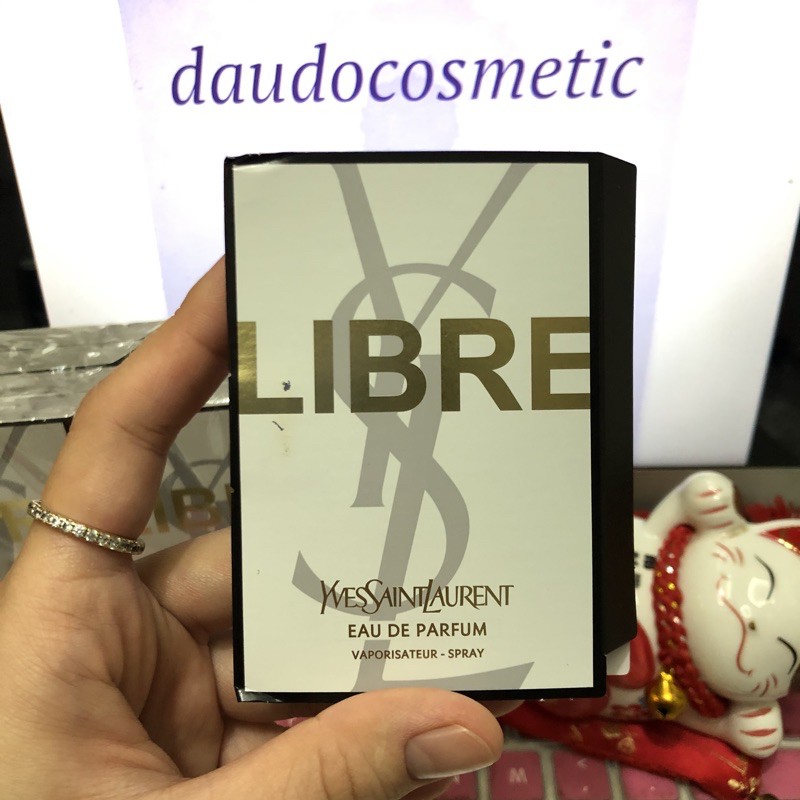 daudocosmetic
LIBRE
YVESSAINTLAURENT
EAU DE PARFUM
VAPORISATEUR - SPRAY